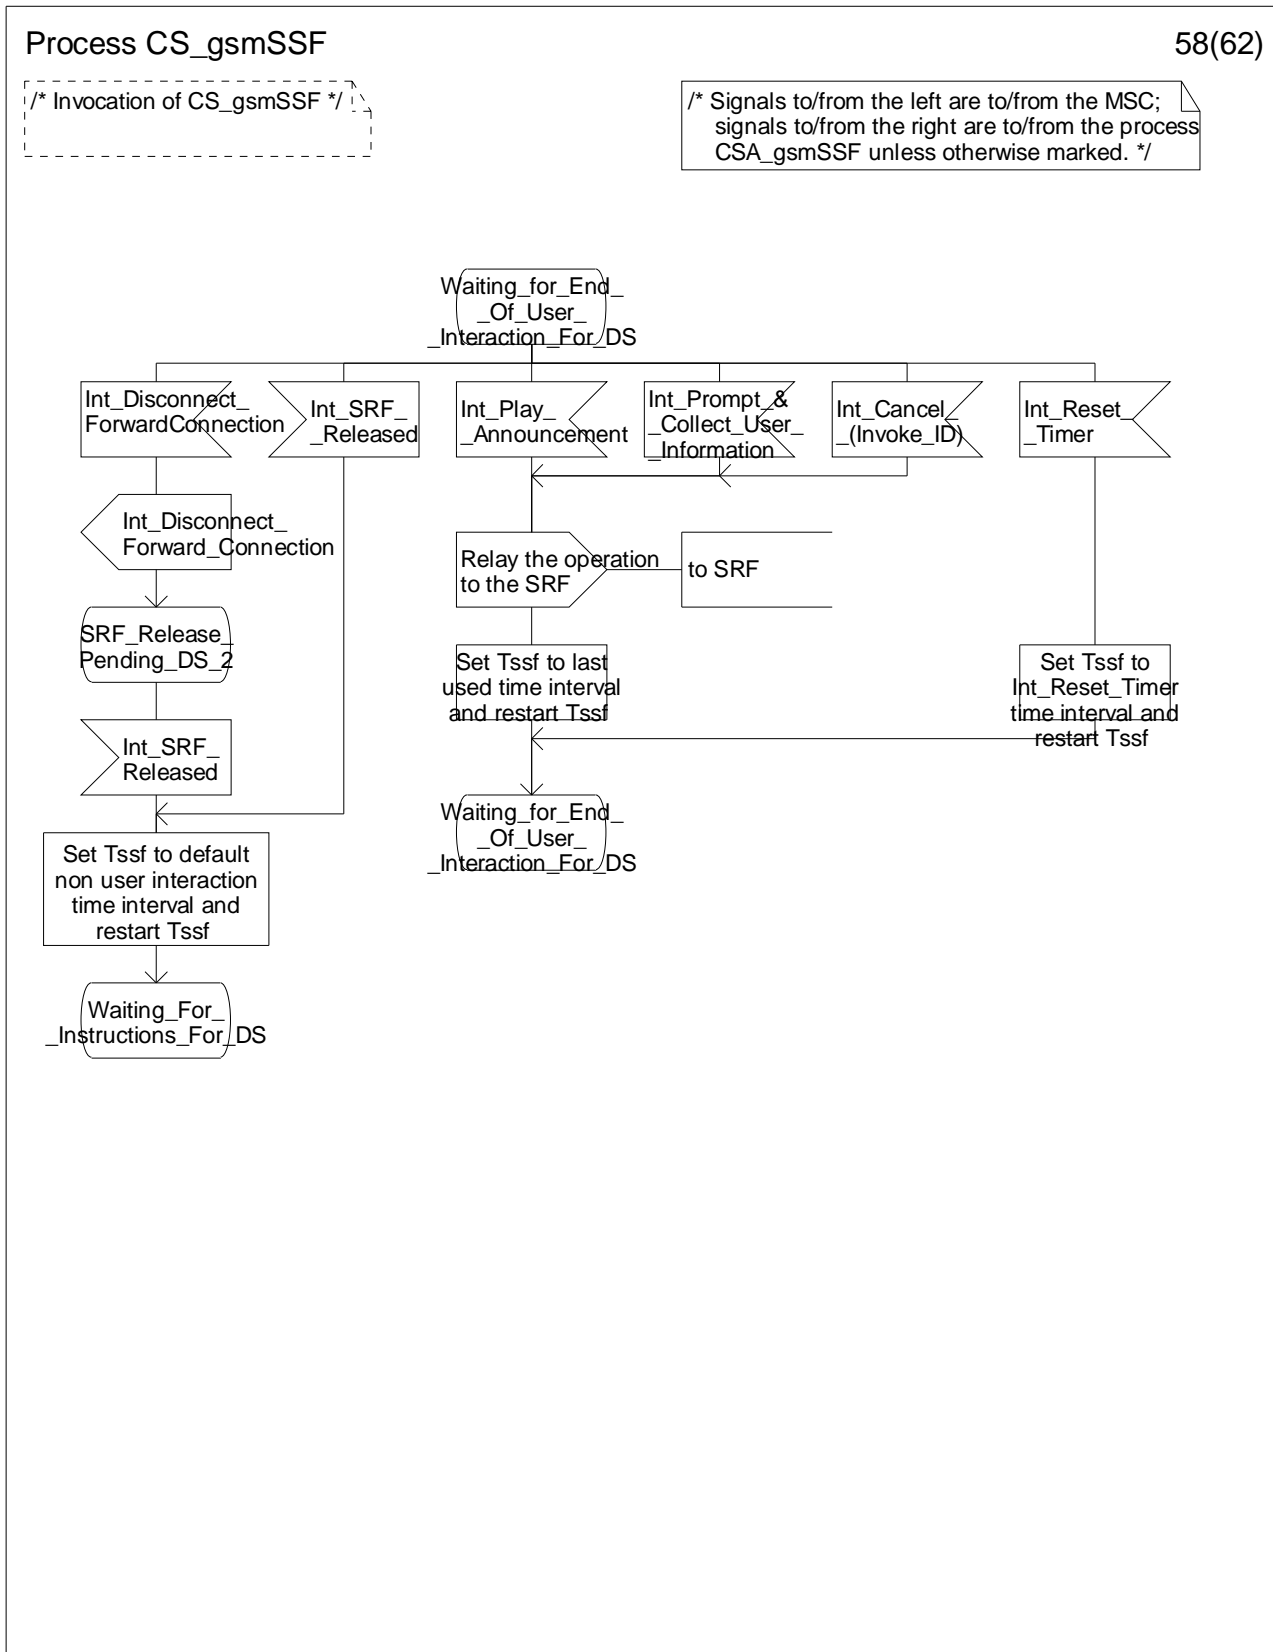 Process CS_gsmSSF
58(62)
/* Invocation of CS_gsmSSF */
/* Signals to/from the left are to/from the MSC;
signals to/from the right are to/from the process
CSA_gsmSSF unless otherwise marked. */
Waiting_for_End_
_Of_User_
_Interaction_For_DS
Int_Disconnect_
ForwardConnection
Int_SRF_
_Released
Int_Play_
_Announcement
Int_Prompt_&
_Collect_User_
_Information
Int_Cancel_
_(Invoke_ID)
Int_Reset_
_Timer
Int_Disconnect_
Forward_Connection
Relay the operation
to the SRF
to SRF
SRF_Release_
Pending_DS_2
Set Tssf to last
used time interval
and restart Tssf
Set Tssf to
Int_Reset_Timer
time interval and
restart Tssf
Int_SRF_
Released
Waiting_for_End_
_Of_User_
_Interaction_For_DS
Set Tssf to default
non user interaction
time interval and
restart Tssf
Waiting_For_
_Instructions_For_DS